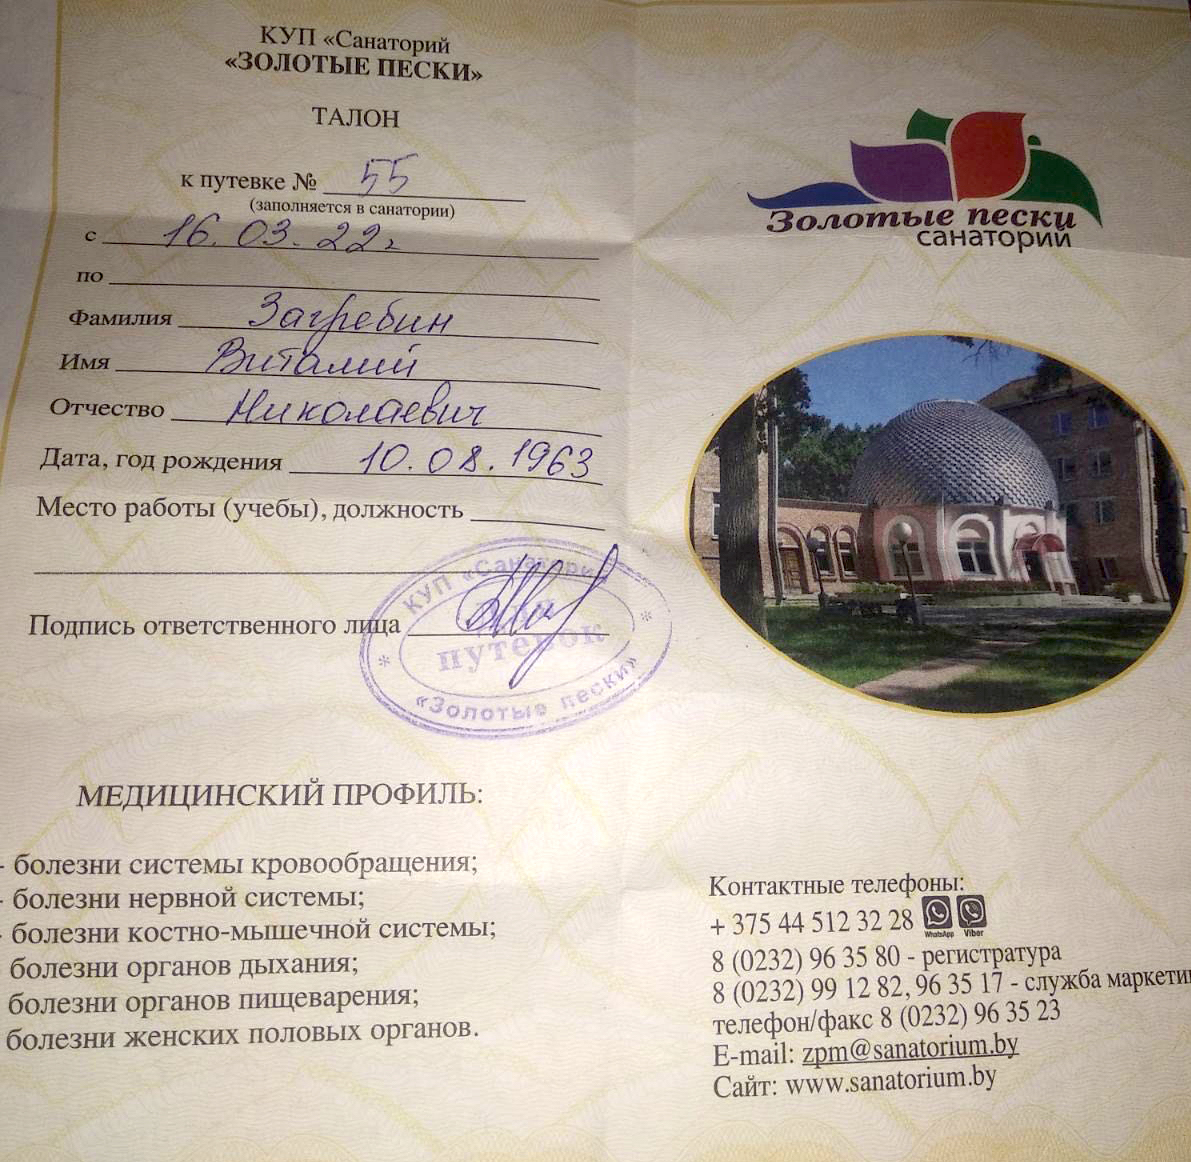 КУП «Санаторий
«ЗОЛОТЫЕ ПЕСКИ»
ТАЛОН
к путевке № 55
(заполняется в санатории)
с 16.03.22г
по
Фамилия Загребин
Имя Виталий
Отчество Николаевич
Дата, год рождения 10.08.1963
Место работы (учебы), должность
Подпись ответственного лица
КУП «Санаторий
путевок
«Золотые пески»
МЕДИЦИНСКИЙ ПРОФИЛЬ:
- болезни системы кровообращения;
- болезни нервной системы;
- болезни костно-мышечной системы;
болезни органов дыхания;
болезни органов пищеварения;
болезни женских половых органов.
Золотые пески
санаторий
Контактные телефоны:
+ 375 44 512 32 28 WhatsApp Viber
8 (0232) 96 35 80 - регистратура
8 (0232) 99 12 82, 96 35 17 - служба маркетин
телефон/факс 8 (0232) 96 35 23
E-mail: zpm@sanatorium.by
Сайт: www.sanatorium.by